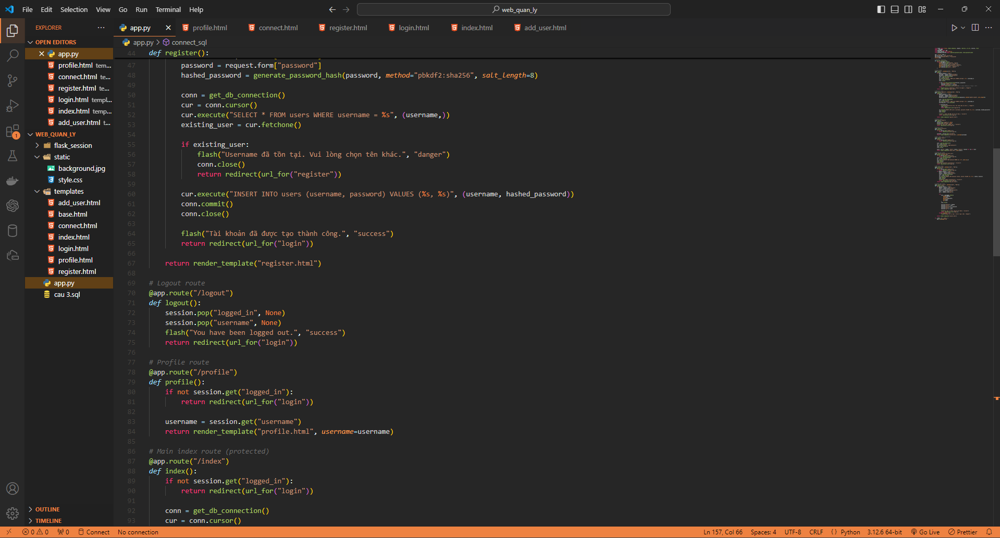 File Edit Selection View Go Run Terminal Help
web_quan_ly
EXPLORER
OPEN EDITORS
app.py
profile.html tem...
connect.html te...
register.html te...
login.html templ...
index.html temp...
add_user.html t...
WEB_QUAN_LY
flask_session
static
background.jpg
style.css
templates
add_user.html
base.html
connect.html
index.html
login.html
profile.html
register.html
app.py
cau 3.sql
OUTLINE
TIMELINE
1
app.py profile.html connect.html register.html login.html index.html add_user.html
app.py > connect_sql
44 def register():
47 password = request.form["password"]
48 hashed_password = generate_password_hash(password, method="pbkdf2:sha256", salt_length=8)
49
50 conn = get_db_connection()
51 cur = conn.cursor()
52 cur.execute("SELECT * FROM users WHERE username = %s", (username,))
53 existing_user = cur.fetchone()
54
55 if existing_user:
56 flash("Username đã tồn tại. Vui lòng chọn tên khác.", "danger")
57 conn.close()
58 return redirect(url_for("register"))
59
60 cur.execute("INSERT INTO users (username, password) VALUES (%s, %s)", (username, hashed_password))
61 conn.commit()
62 conn.close()
63
64 flash("Tài khoản đã được tạo thành công.", "success")
65 return redirect(url_for("login"))
66
67 return render_template("register.html")
68
69 # Logout route
70 @app.route("/logout")
71 def logout():
72 session.pop("logged_in", None)
73 session.pop("username", None)
74 flash("You have been logged out.", "success")
75 return redirect(url_for("login"))
76
77 # Profile route
78 @app.route("/profile")
79 def profile():
80 if not session.get("logged_in"):
81 return redirect(url_for("login"))
82
83 username = session.get("username")
84 return render_template("profile.html", username=username)
85
86 # Main index route (protected)
87 @app.route("/index")
88 def index():
89 if not session.get("logged_in"):
90 return redirect(url_for("login"))
91
92 conn = get_db_connection()
93 cur = conn.cursor()
0 0 0 Connect No connection Ln 157, Col 66 Spaces: 4 UTF-8 CRLF {} Python 3.12.6 64-bit Go Live Prettier